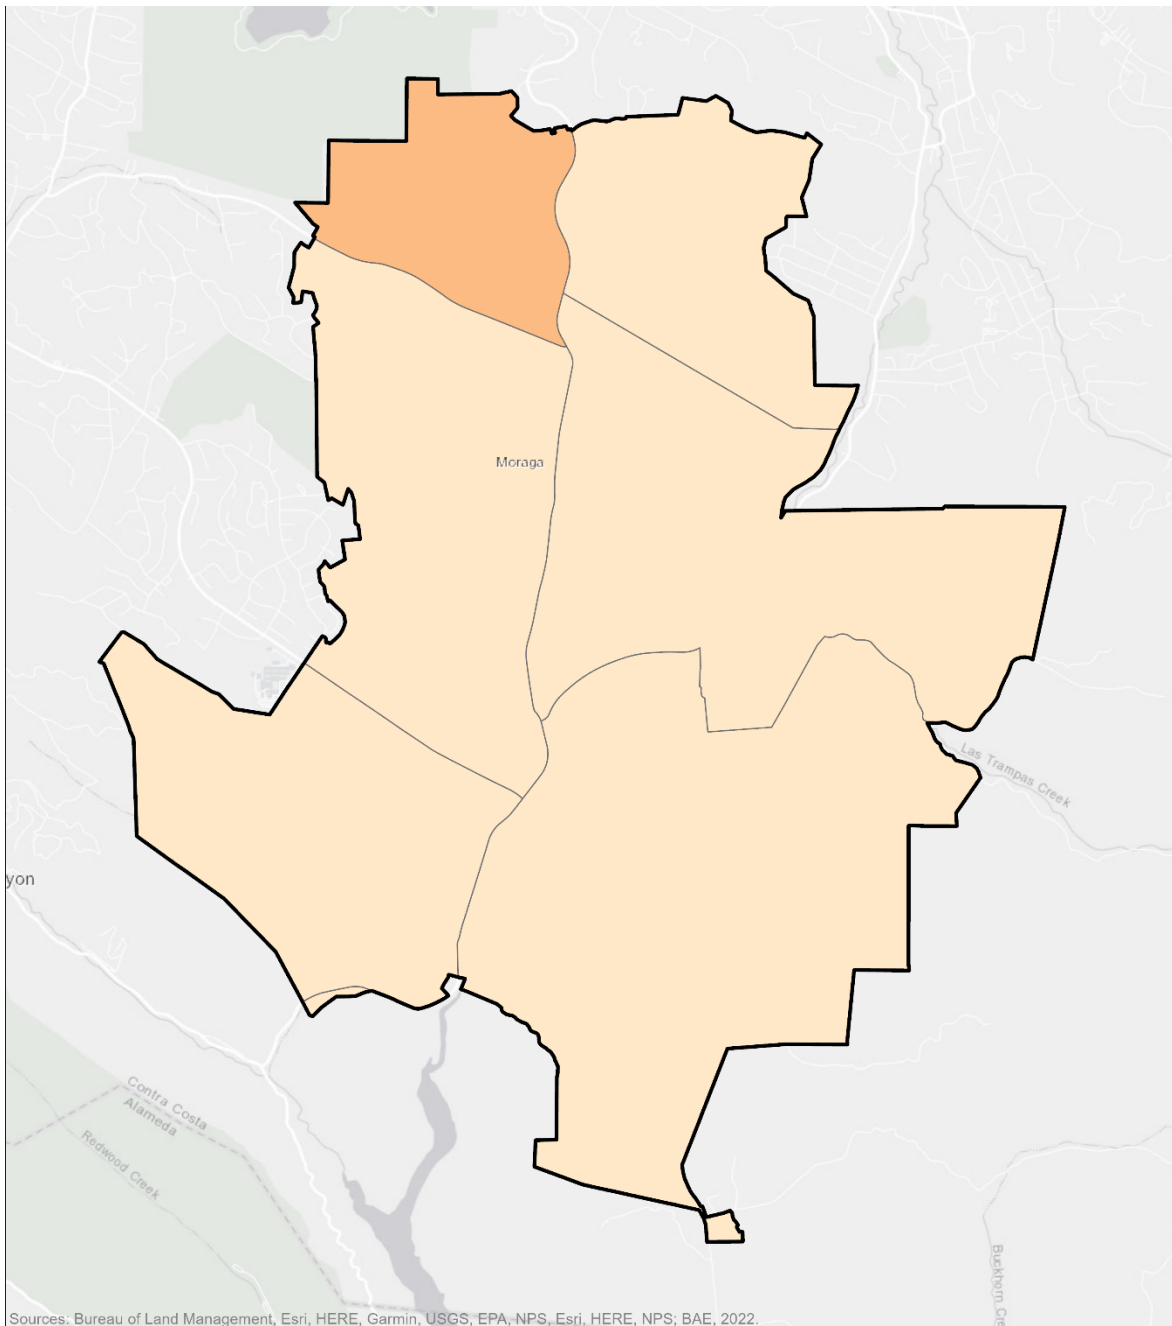 Moraga
Las Trampas Creek
yon
Contra Costa
Alameda
Redwood Creek
Buckhorn Cre
Sources: Bureau of Land Management, Esri, HERE, Garmin, USGS, EPA, NPS, Esri, HERE, NPS; BAE, 2022.